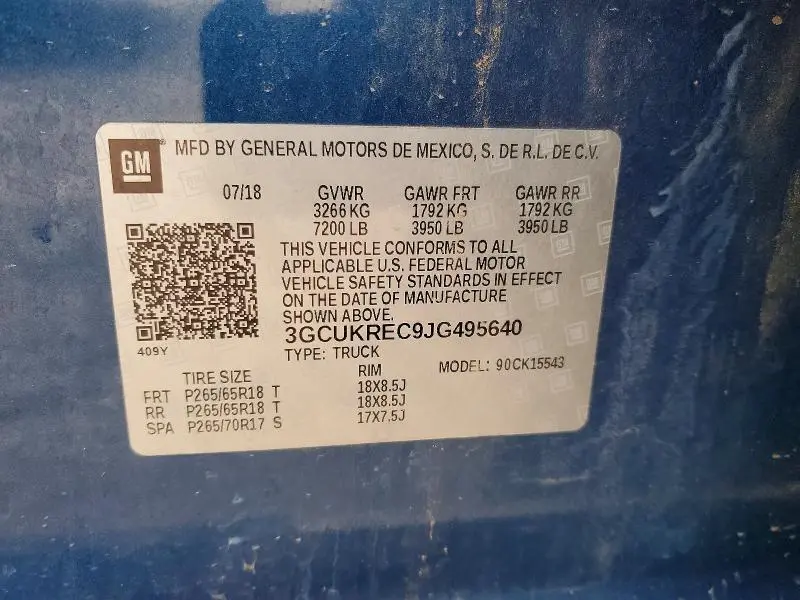 GM
MFD BY GENERAL MOTORS DE MEXICO, S. DE R.L. DE C.V.
07/18 GVWR GAWR FRT GAWR RR
3266 KG 1792 KG 1792 KG
7200 LB 3950 LB 3950 LB
THIS VEHICLE CONFORMS TO ALL
APPLICABLE U.S. FEDERAL MOTOR
VEHICLE SAFETY STANDARDS IN EFFECT
ON THE DATE OF MANUFACTURE
SHOWN ABOVE.
3GCUKREC9JG495640
409Y TYPE: TRUCK MODEL: 90CK15543
TIRE SIZE RIM
FRT P265/65R18 T 18X8.5J
RR P265/65R18 T 18X8.5J
SPA P265/70R17 S 17X7.5J